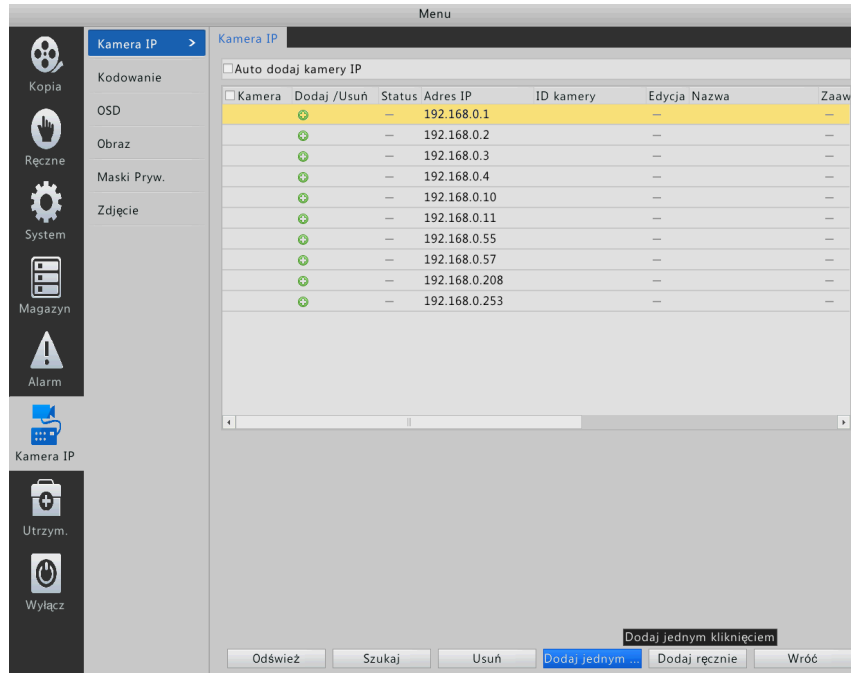 Menu
Kopia
Ręczne
System
Magazyn
Alarm
Kamera IP
Utrzym.
Wyłącz
Kamera IP >
Kodowanie
OSD
Obraz
Maski Pryw.
Zdjęcie
Kamera IP
Auto dodaj kamery IP
Kamera Dodaj /Usuń Status Adres IP ID kamery Edycja Nazwa Zaaw
— 192.168.0.1 — —
— 192.168.0.2 — —
— 192.168.0.3 — —
— 192.168.0.4 — —
— 192.168.0.10 — —
— 192.168.0.11 — —
— 192.168.0.55 — —
— 192.168.0.57 — —
— 192.168.0.208 — —
— 192.168.0.253 — —
Dodaj jednym kliknięciem
Odśwież Szukaj Usuń Dodaj jednym ... Dodaj ręcznie Wróć